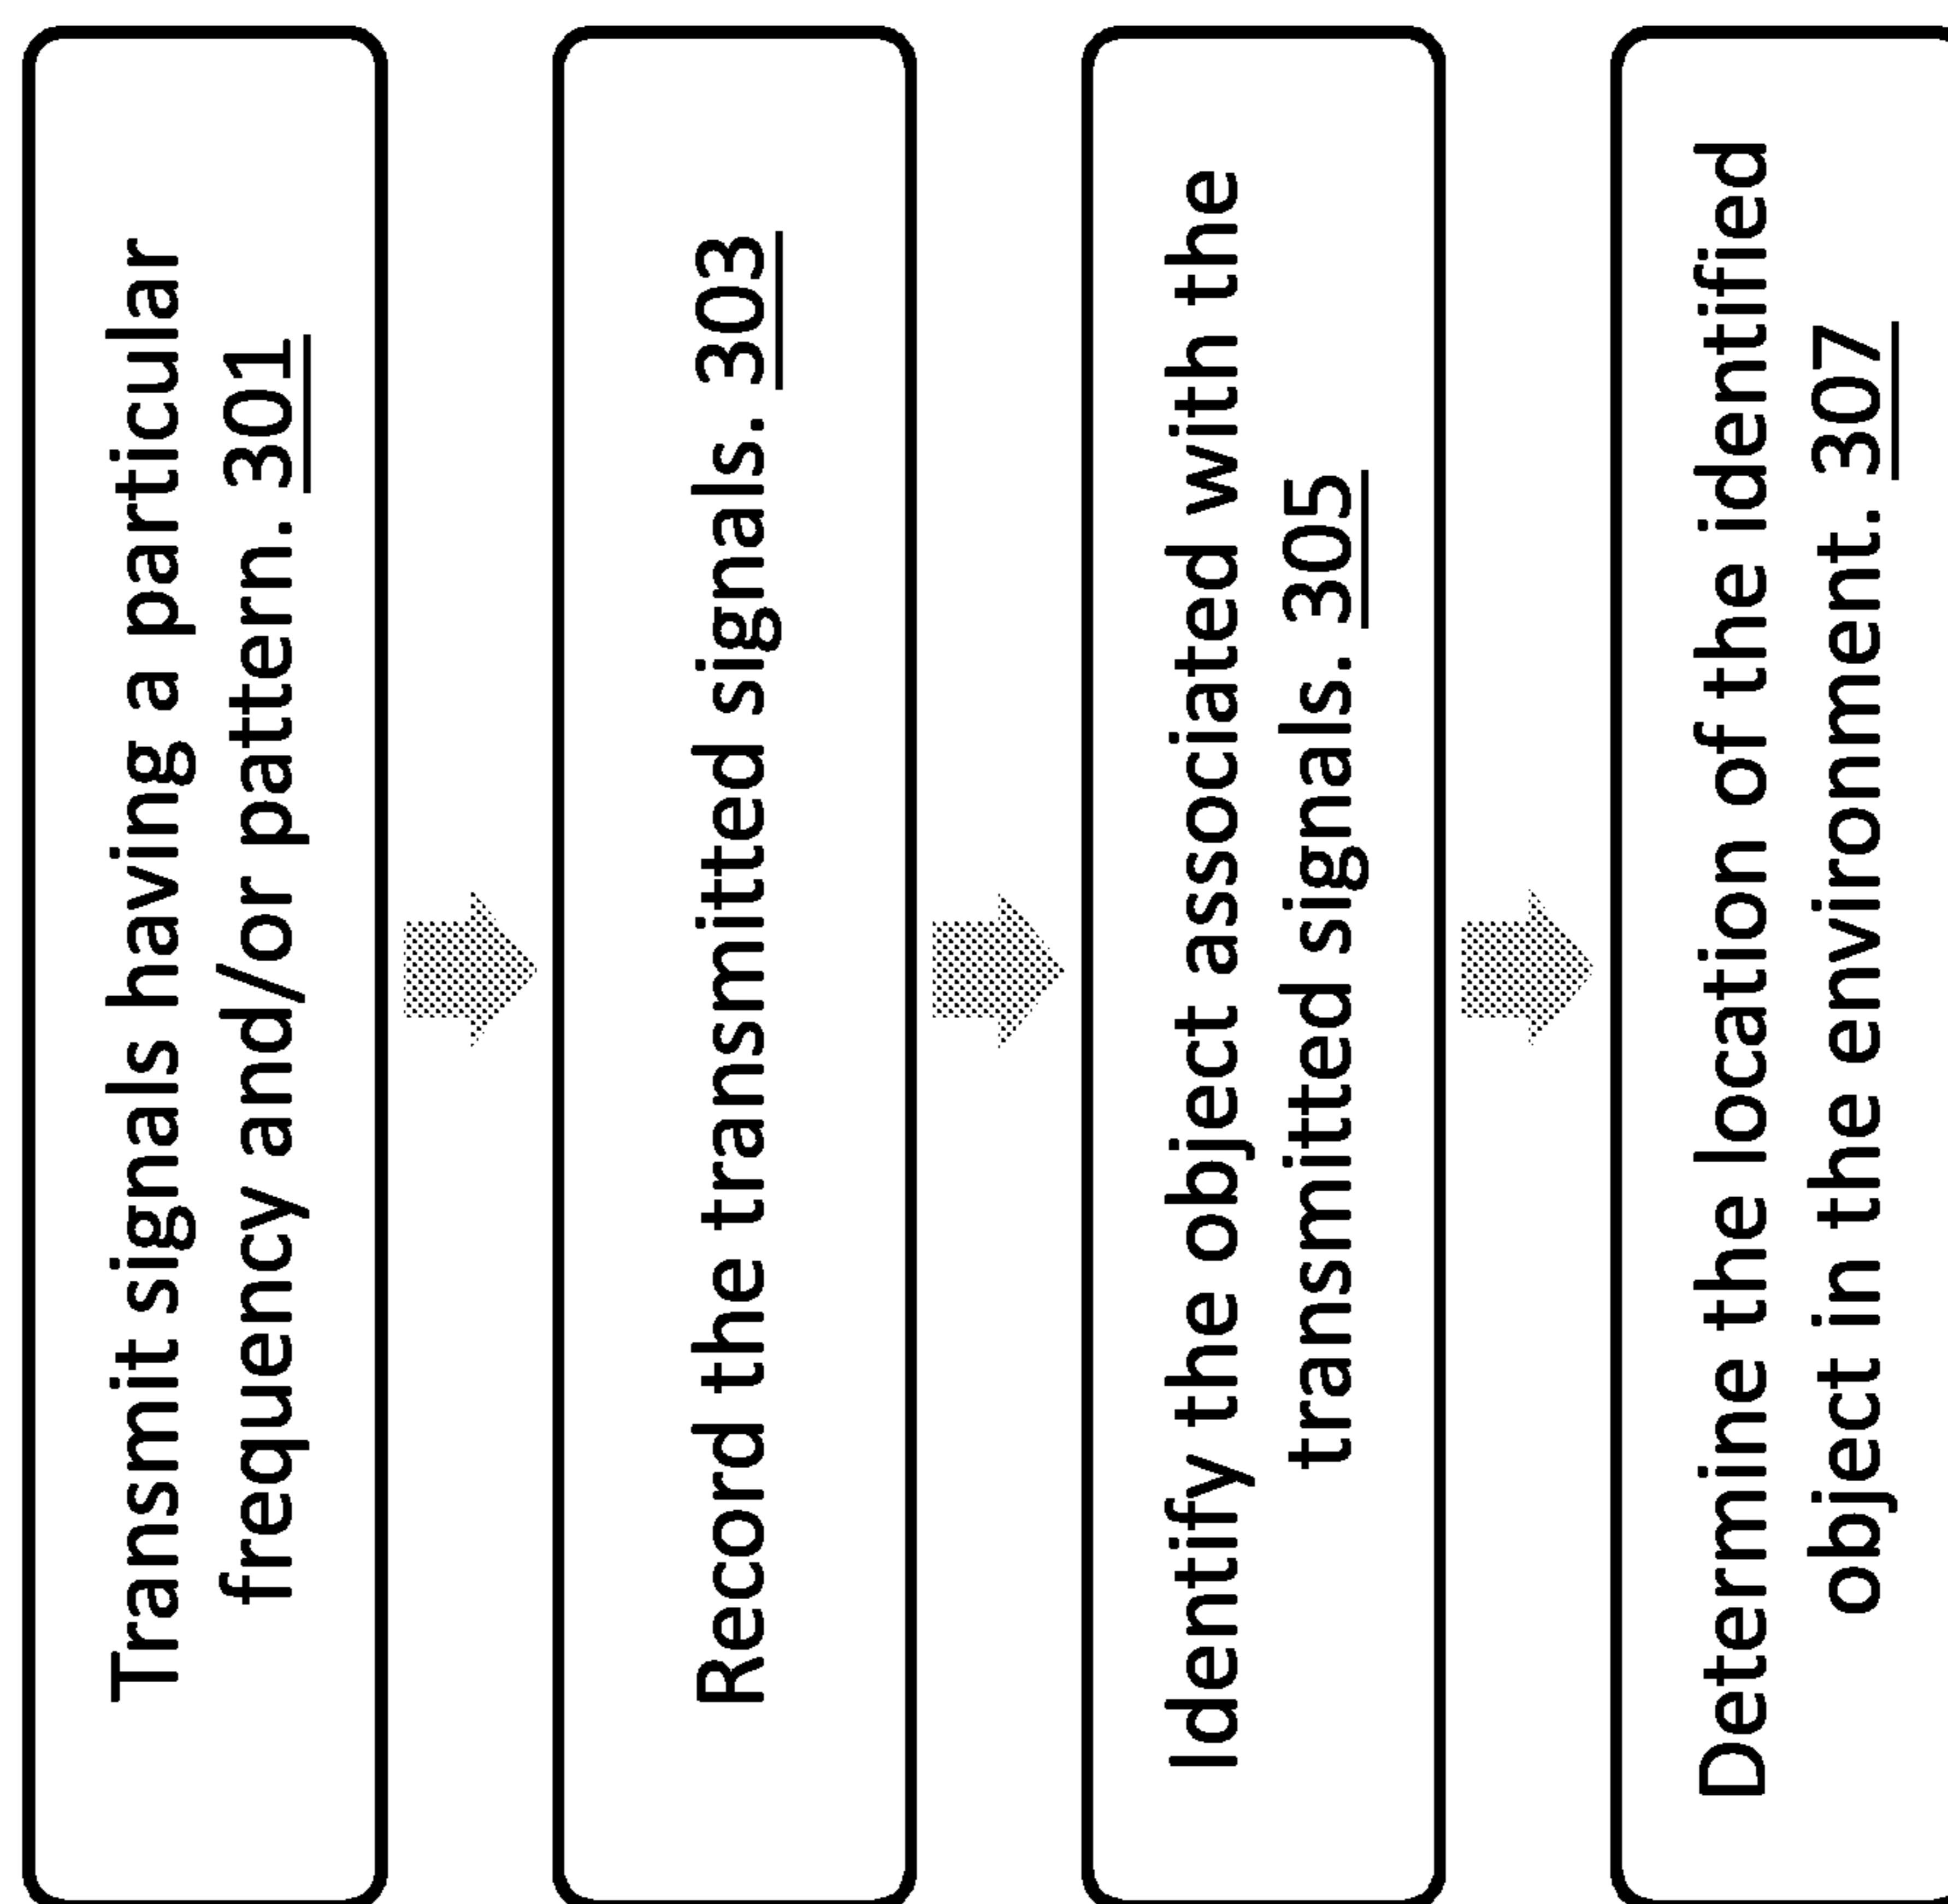 Transmit signals having a particular
frequency and/or pattern. 301
Record the transmitted signals. 303
Identify the object associated with the
transmitted signals. 305
Determine the location of the identified
object in the environment. 307